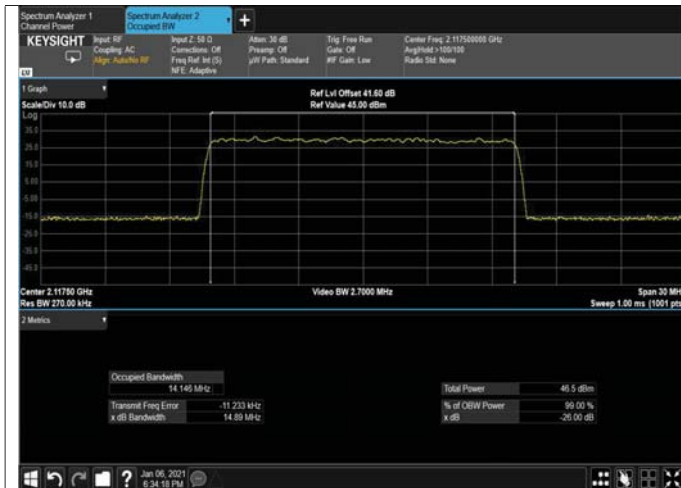 Spectrum Analyzer 1
Channel Power
Spectrum Analyzer 2
Occupied BW
KEYSIGHT
Input: RF
Coupling: AC
Align: Auto/No RF
Input Z: 50 Ω
Corrections: Off
Freq Ref: Int (S)
NFE: Adaptive
Atten: 30 dB
Preamp: Off
µW Path: Standard
Trig: Free Run
Gate: Off
#IF Gain: Low
Center Freq: 2.117500000 GHz
Avg|Hold:>100/100
Radio Std: None
1 Graph
Scale/Div 10.0 dB
Ref Lvl Offset 41.60 dB
Ref Value 45.00 dBm
Log
35.0
25.0
15.0
5.00
-5.00
-15.0
-25.0
-35.0
-45.0
Center 2.11750 GHz
Res BW 270.00 kHz
Video BW 2.7000 MHz
Span 30 MH
Sweep 1.00 ms (1001 pts
2 Metrics
Occupied Bandwidth
14.146 MHz
Transmit Freq Error -11.233 kHz
x dB Bandwidth 14.89 MHz
Total Power 46.5 dBm
% of OBW Power 99.00 %
x dB -26.00 dB
Jan 06, 2021
6:34:18 PM